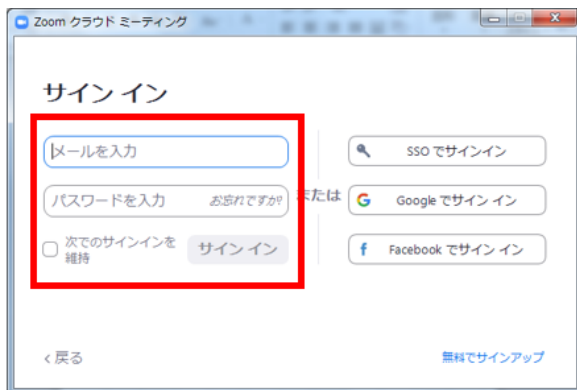 Zoom クラウド ミーティング
サイン イン
メールを入力
パスワードを入力 お忘れですか?
次でのサインインを
維持
サイン イン
または
SSO でサインイン
Google でサイン イン
Facebook でサイン イン
< 戻る
無料でサインアップ